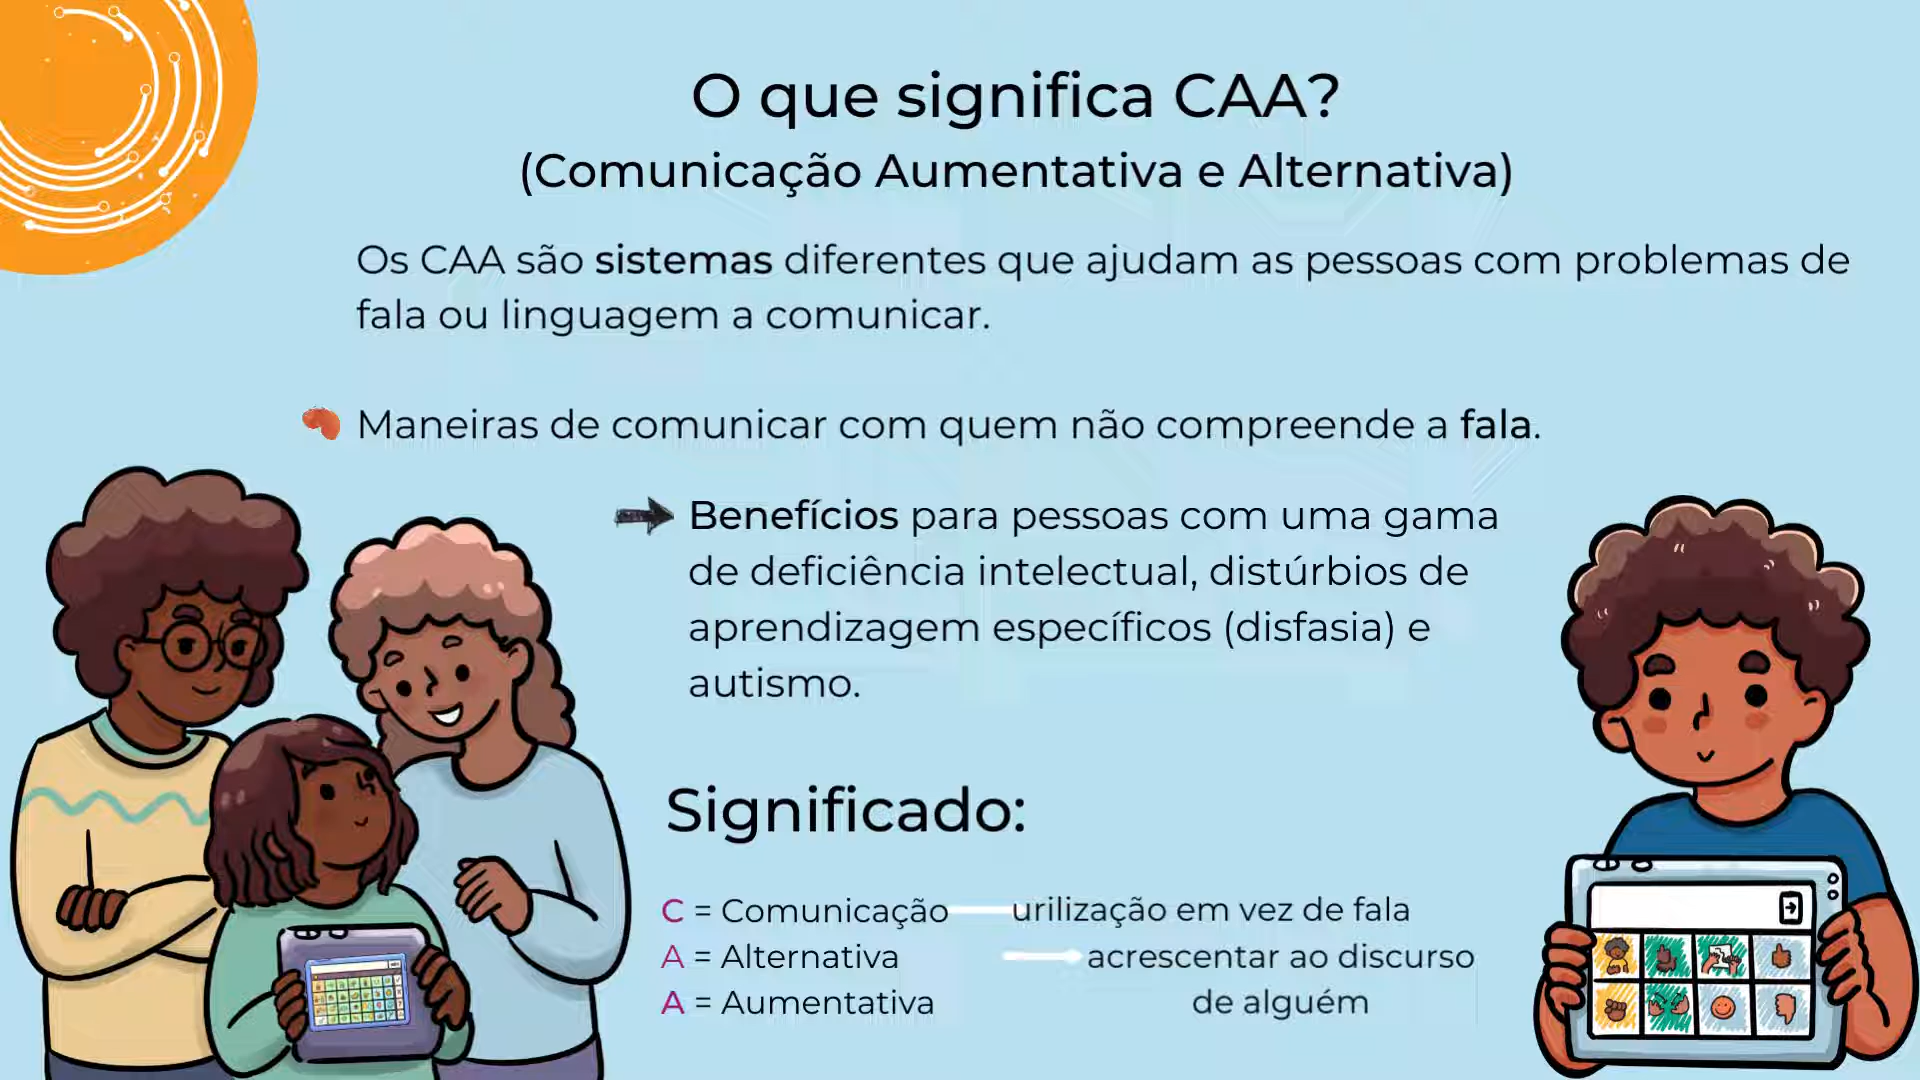 O que significa CAA?
(Comunicação Aumentativa e Alternativa)
Os CAA são sistemas diferentes que ajudam as pessoas com problemas de
fala ou linguagem a comunicar.
Maneiras de comunicar com quem não compreende a fala.
Benefícios para pessoas com uma gama
de deficiência intelectual, distúrbios de
aprendizagem específicos (disfasia) e
autismo.
Significado:
C = Comunicação urilização em vez de fala
A = Alternativa acrescentar ao discurso
A = Aumentativa de alguém